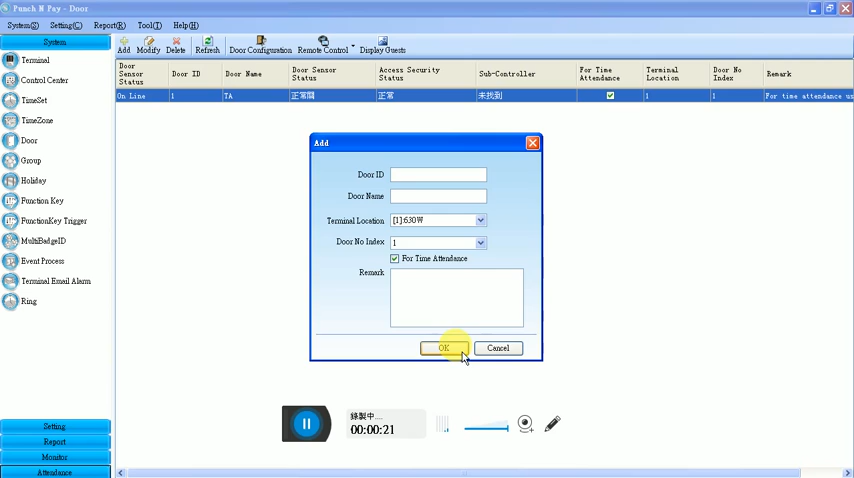 Punch N Pay - Door
System(S) Setting(C) Report(R) Tool(T) Help(H)
System
Add Modify Delete Refresh Door Configuration Remote Control Display Guests
Terminal
Control Center
TimeSet
TimeZone
Door
Group
Holiday
Function Key
FunctionKey Trigger
MultiBadgeID
Event Process
Terminal Email Alarm
Ring
Setting
Report
Monitor
Attendance
Door Sensor Status Door ID Door Name Door Sensor Status Access Security Status Sub-Controller For Time Attendance Terminal Location Door No Index Remark
On Line 1 TA 正常關 正常 未找到 1 1 For time attendance us
Add
Door ID
Door Name
Terminal Location [1]:630W
Door No Index 1
For Time Attendance
Remark
OK Cancel
錄製中....
00:00:21